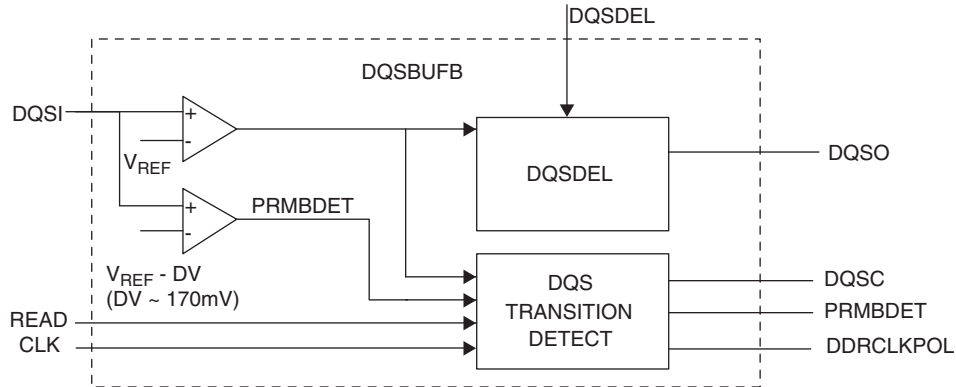 DQSDEL
DQSBUFB
DQSI
+
-
VREF
DQSDEL
DQSO
PRMBDET
+
-
VREF - DV
(DV ~ 170mV)
DQS
TRANSITION
DETECT
DQSC
PRMBDET
DDRCLKPOL
READ
CLK